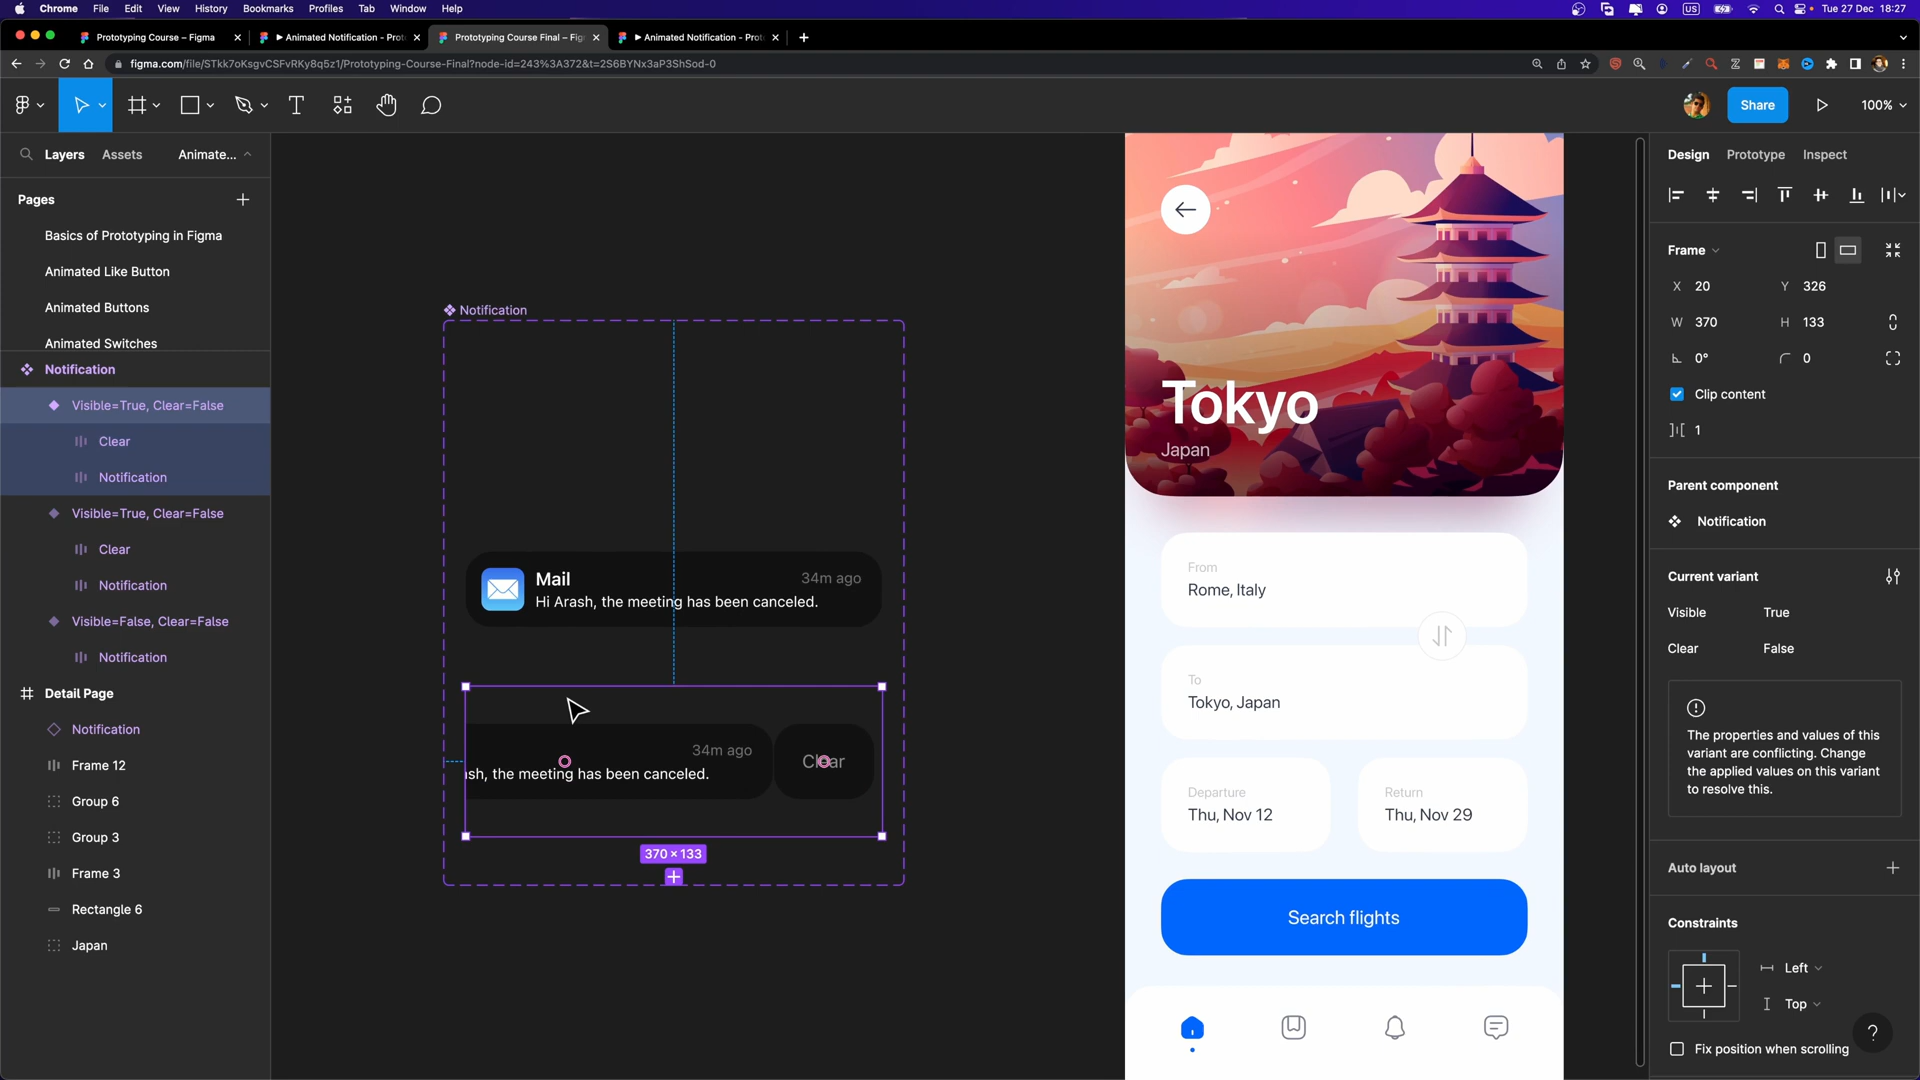 Chrome File Edit View History Bookmarks Profiles Tab Window Help
US Tue 27 Dec 18:27
Prototyping Course – Figma
Animated Notification - Prot
Prototyping Course Final – Fig
Animated Notification - Prot
figma.com/file/STkk7oKsgvCSFvRKy8q5z1/Prototyping-Course-Final?node-id=243%3A372&t=2S6BYNx3aP3ShSod-0
Share
100%
Layers Assets Animate...
Pages
Basics of Prototyping in Figma
Animated Like Button
Animated Buttons
Animated Switches
Notification
Visible=True, Clear=False
Clear
Notification
Visible=True, Clear=False
Clear
Notification
Visible=False, Clear=False
Notification
Detail Page
Notification
Frame 12
Group 6
Group 3
Frame 3
Rectangle 6
Japan
Notification
Mail 34m ago
Hi Arash, the meeting has been canceled.
34m ago
ash, the meeting has been canceled.
Clear
370 × 133
Tokyo
Japan
From
Rome, Italy
To
Tokyo, Japan
Departure
Thu, Nov 12
Return
Thu, Nov 29
Search flights
Design Prototype Inspect
Frame
X 20 Y 326
W 370 H 133
0° 0
Clip content
1
Parent component
Notification
Current variant
Visible True
Clear False
The properties and values of this
variant are conflicting. Change
the applied values on this variant
to resolve this.
Auto layout
Constraints
Left
Top
Fix position when scrolling
?